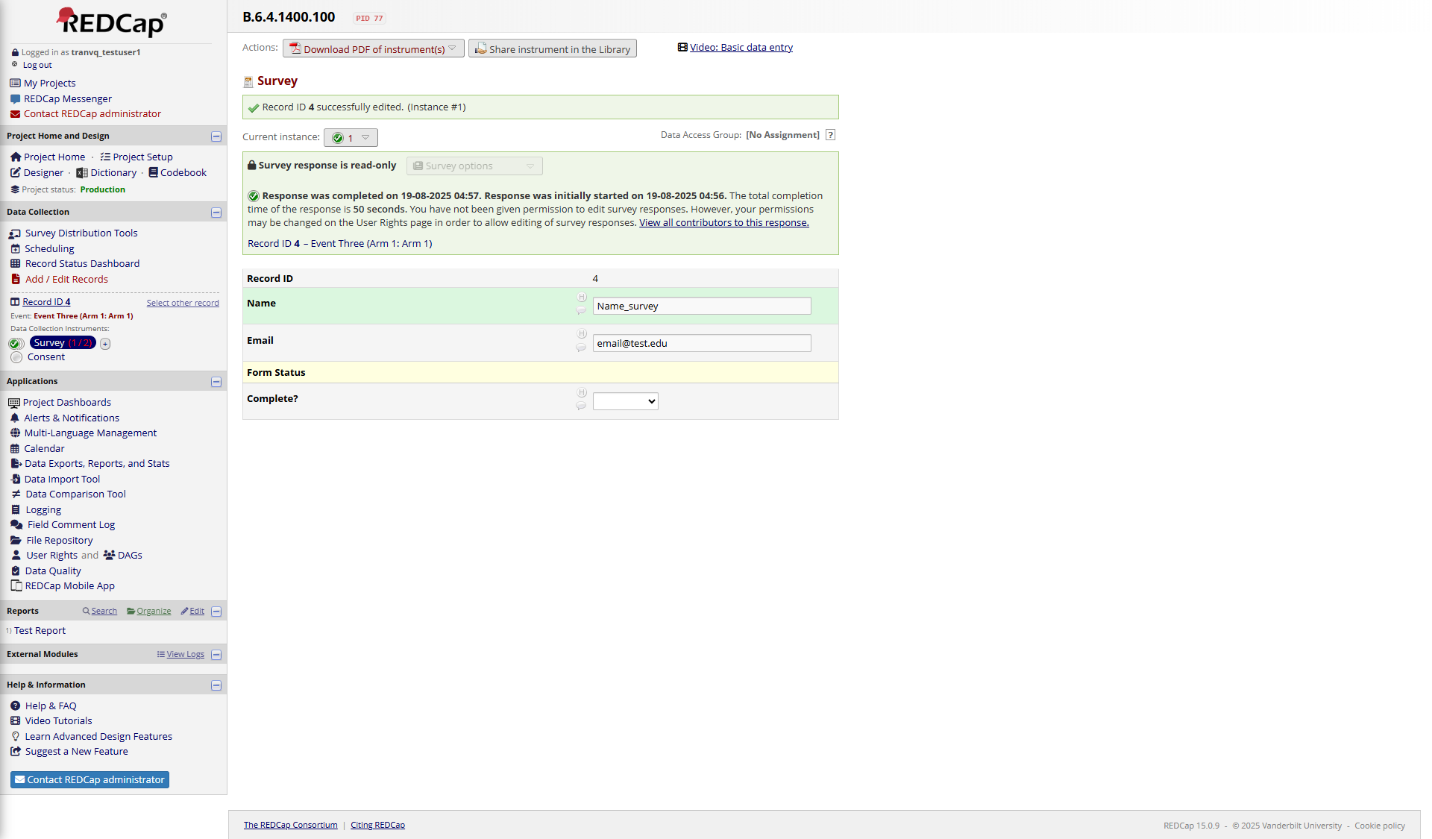 REDCap®
Logged in as tranvq_testuser1
Log out
My Projects
REDCap Messenger
Contact REDCap administrator
Project Home and Design
Project Home · Project Setup
Designer · Dictionary · Codebook
Project status: Production
Data Collection
Survey Distribution Tools
Scheduling
Record Status Dashboard
Add / Edit Records
Record ID 4 Select other record
Event: Event Three (Arm 1: Arm 1)
Data Collection Instruments:
Survey (1/2) +
Consent
Applications
Project Dashboards
Alerts & Notifications
Multi-Language Management
Calendar
Data Exports, Reports, and Stats
Data Import Tool
Data Comparison Tool
Logging
Field Comment Log
File Repository
User Rights and DAGs
Data Quality
REDCap Mobile App
Reports Search Organize Edit
1) Test Report
External Modules View Logs
Help & Information
Help & FAQ
Video Tutorials
Learn Advanced Design Features
Suggest a New Feature
Contact REDCap administrator
B.6.4.1400.100 PID 77
Actions: Download PDF of instrument(s) Share instrument in the Library Video: Basic data entry
Survey
Record ID 4 successfully edited. (Instance #1)
Current instance: 1 Data Access Group: [No Assignment] ?
Survey response is read-only Survey options
Response was completed on 19-08-2025 04:57. Response was initially started on 19-08-2025 04:56. The total completion
time of the response is 50 seconds. You have not been given permission to edit survey responses. However, your permissions
may be changed on the User Rights page in order to allow editing of survey responses. View all contributors to this response.
Record ID 4 – Event Three (Arm 1: Arm 1)
Record ID 4
Name H Name_survey
Email H email@test.edu
Form Status
Complete? H
The REDCap Consortium | Citing REDCap
REDCap 15.0.9 - © 2025 Vanderbilt University - Cookie policy